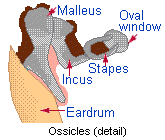 Malleus
Oval
window
Incus
Stapes
Eardrum
Ossicles (detail)